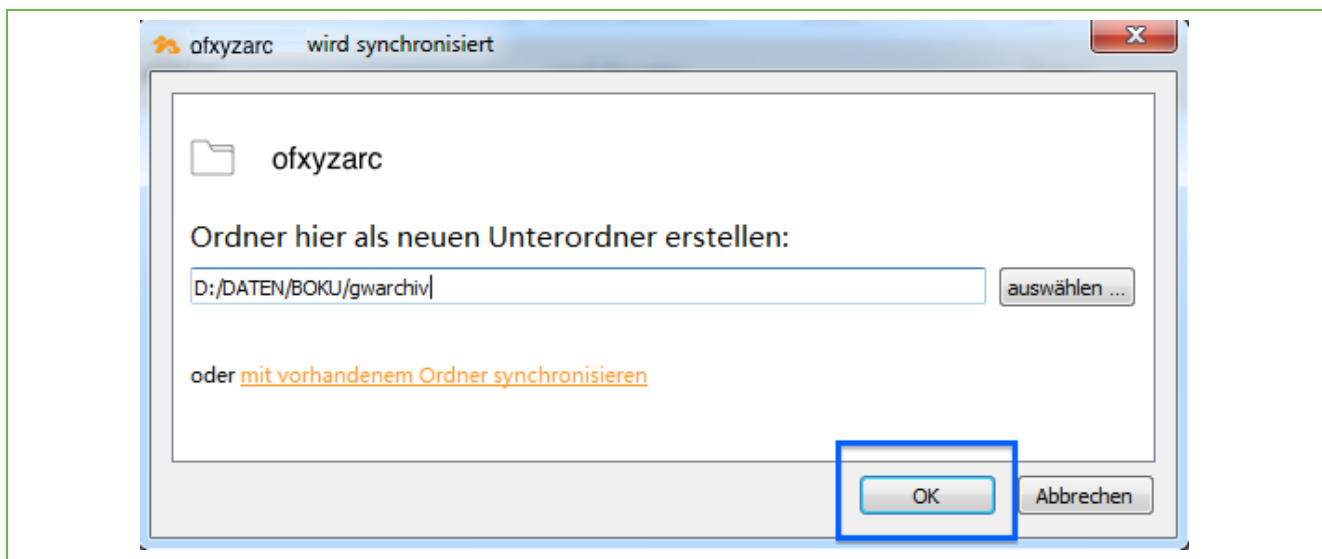 ofxyzarc wird synchronisiert
ofxyzarc
Ordner hier als neuen Unterordner erstellen:
D:/DATEN/BOKU/gwarchiv
auswählen ...
oder mit vorhandenem Ordner synchronisieren
OK Abbrechen